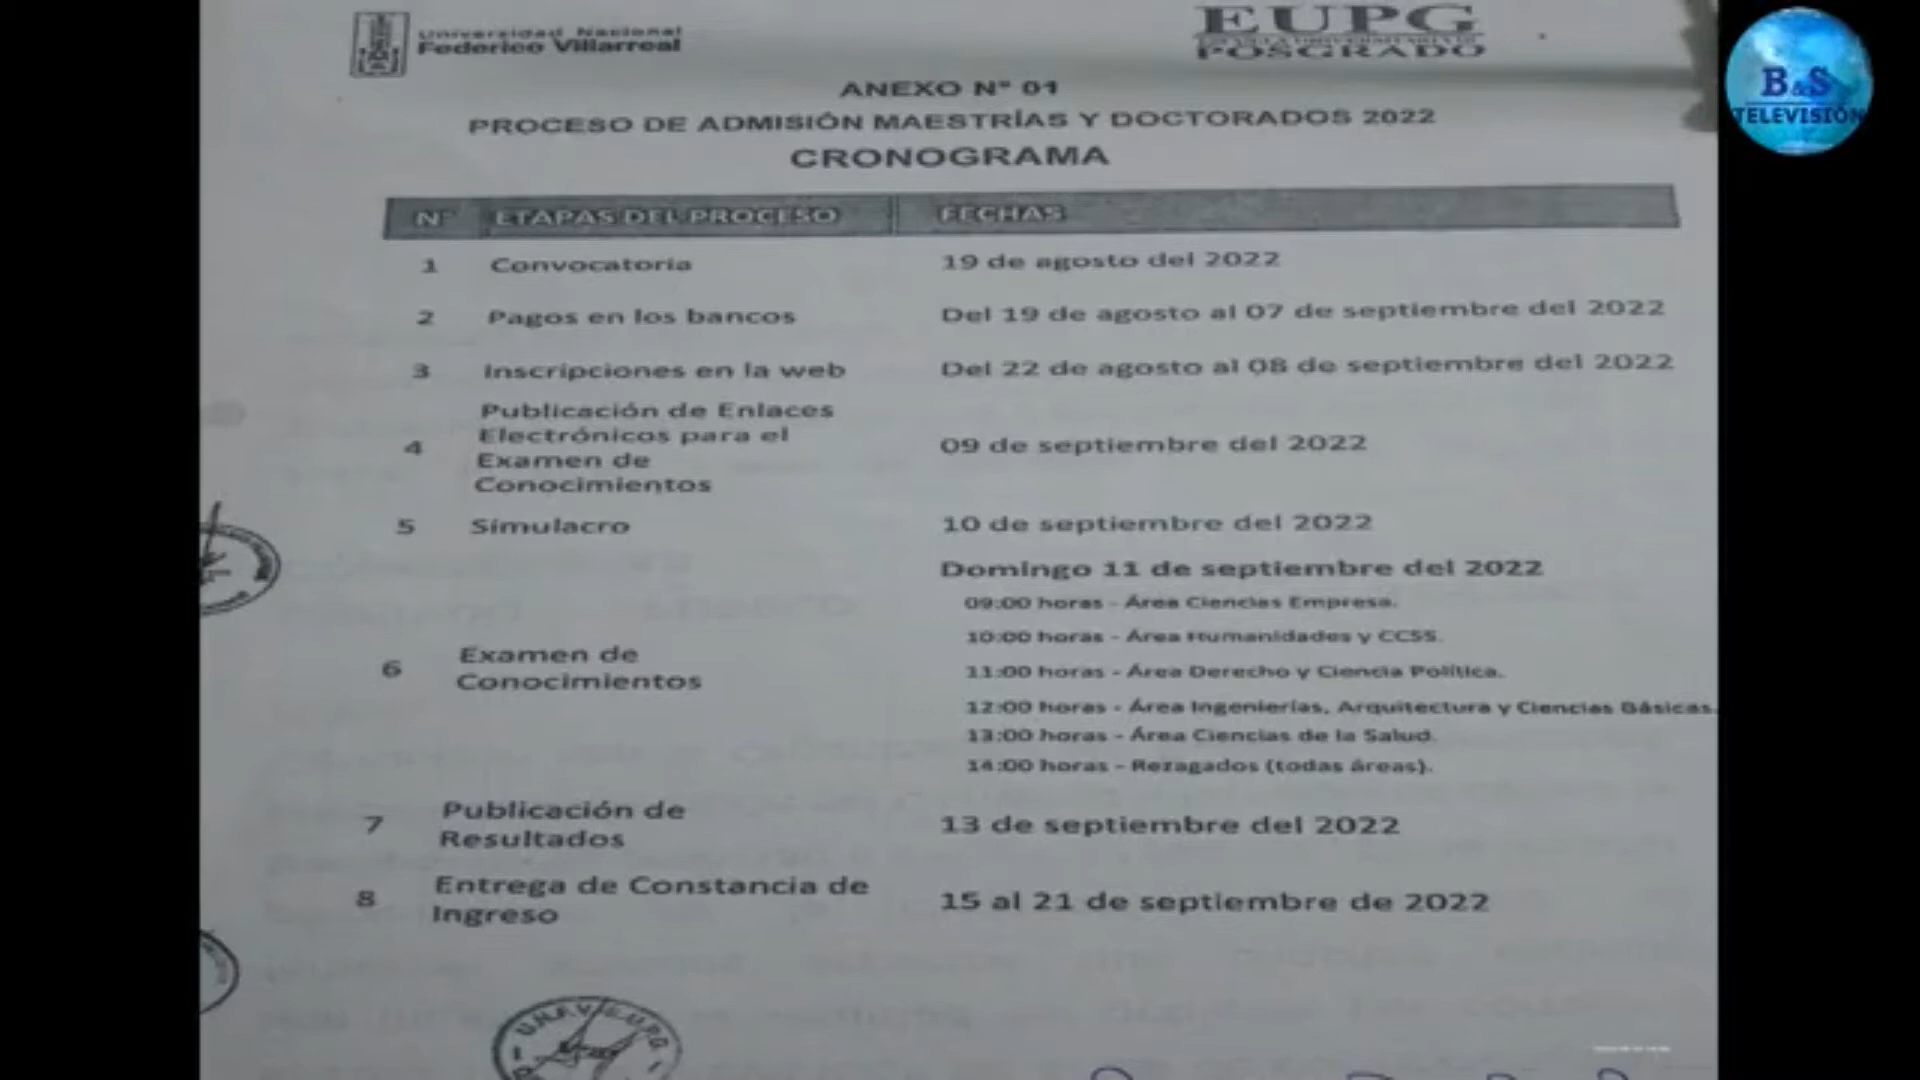 Universidad Nacional
Federico Villarreal
EUPG
POSGRADO
B&S
TELEVISIÓN
ANEXO N° 01
PROCESO DE ADMISIÓN MAESTRÍAS Y DOCTORADOS 2022
CRONOGRAMA
N° ETAPAS DEL PROCESO FECHAS
1 Convocatoria 19 de agosto del 2022
2 Pagos en los bancos Del 19 de agosto al 07 de septiembre del 2022
3 Inscripciones en la web Del 22 de agosto al 08 de septiembre del 2022
4 Publicación de Enlaces
Electrónicos para el
Examen de
Conocimientos
09 de septiembre del 2022
5 Simulacro 10 de septiembre del 2022
6 Examen de
Conocimientos
Domingo 11 de septiembre del 2022
09:00 horas - Área Ciencias Empresa.
10:00 horas - Área Humanidades y CCSS.
11:00 horas - Área Derecho y Ciencia Política.
12:00 horas - Área Ingenierías, Arquitectura y Ciencias Básicas.
13:00 horas - Área Ciencias de la Salud.
14:00 horas - Rezagados (todas áreas).
7 Publicación de
Resultados
13 de septiembre del 2022
8 Entrega de Constancia de
Ingreso
15 al 21 de septiembre de 2022
U.N.F.V. E.U.P.G.